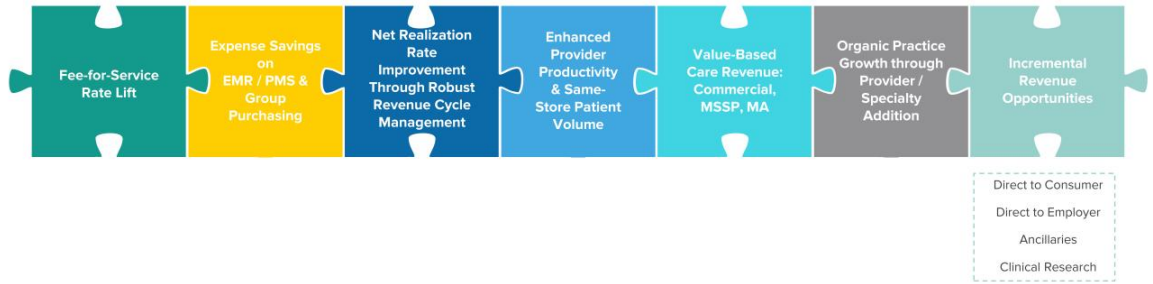 Fee-for-Service
Rate Lift
Expense Savings
on
EMR / PMS &
Group
Purchasing
Net Realization
Rate
Improvement
Through Robust
Revenue Cycle
Management
Enhanced
Provider
Productivity
& Same-
Store Patient
Volume
Value-Based
Care Revenue:
Commercial,
MSSP, MA
Organic Practice
Growth through
Provider /
Specialty
Addition
Incremental
Revenue
Opportunities
Direct to Consumer
Direct to Employer
Ancillaries
Clinical Research